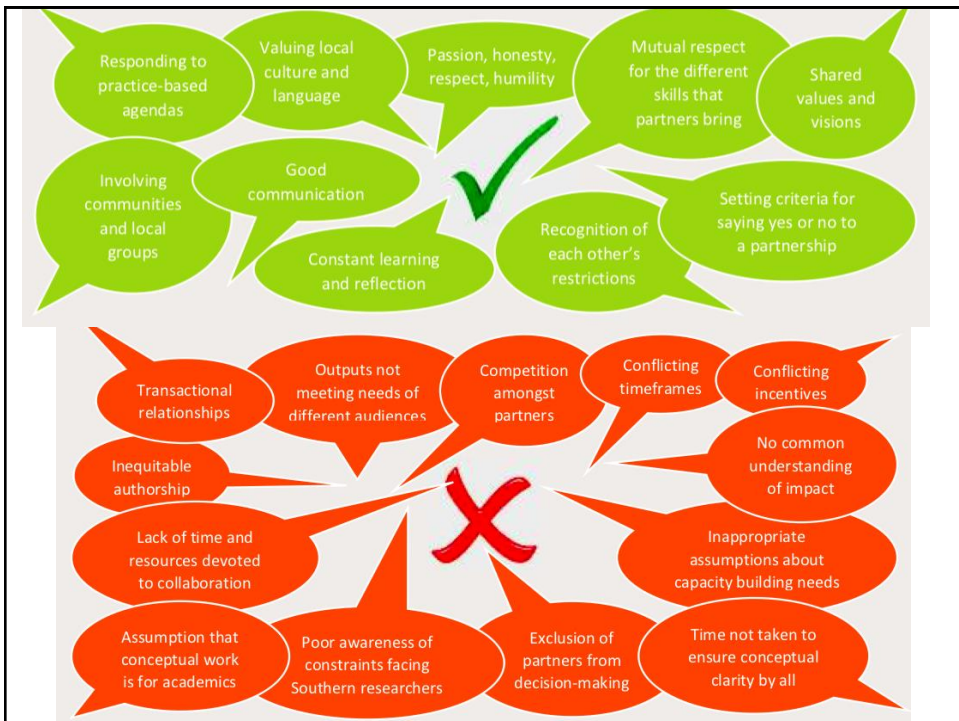 Responding to
practice-based
agendas
Valuing local
culture and
language
Passion, honesty,
respect, humility
Mutual respect
for the different
skills that
partners bring
Shared
values and
visions
Involving
communities
and local
groups
Good
communication
Constant learning
and reflection
Recognition of
each other's
restrictions
Setting criteria for
saying yes or no to
a partnership
Transactional
relationships
Outputs not
meeting needs of
different audiences
Competition
amongst
partners
Conflicting
timeframes
Conflicting
incentives
Inequitable
authorship
No common
understanding
of impact
Lack of time and
resources devoted
to collaboration
Inappropriate
assumptions about
capacity building needs
Assumption that
conceptual work
is for academics
Poor awareness of
constraints facing
Southern researchers
Exclusion of
partners from
decision-making
Time not taken to
ensure conceptual
clarity by all